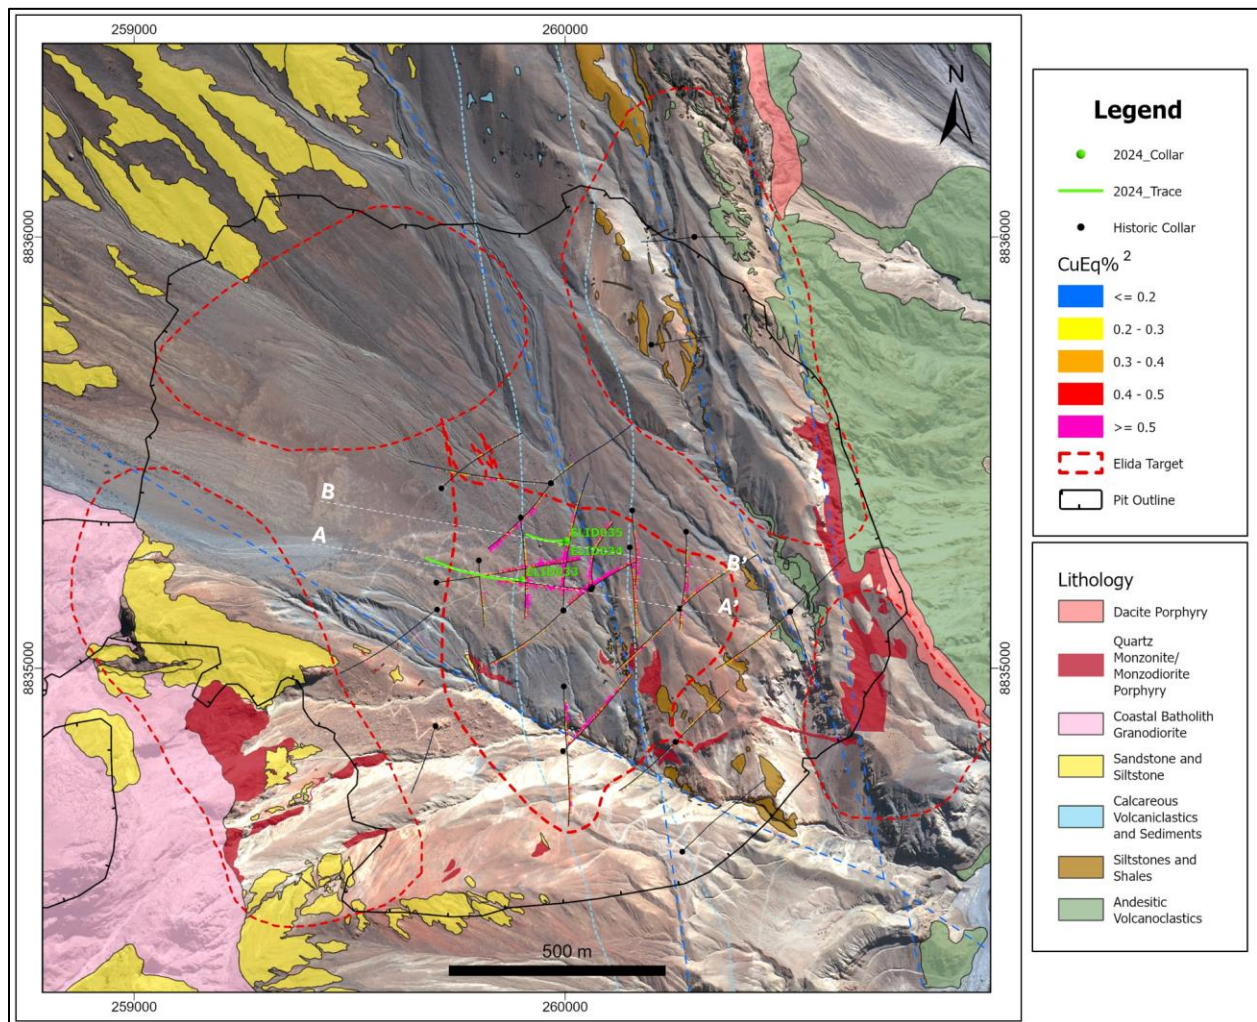 259000
260000
N
8836000
8836000
B
A
ELID035
ELID034
ELID033
B'
A'
8835000
8835000
500 m
259000
260000
Legend
2024_Collar
2024_Trace
Historic Collar
CuEq% 2
<= 0.2
0.2 - 0.3
0.3 - 0.4
0.4 - 0.5
>= 0.5
Elida Target
Pit Outline
Lithology
Dacite Porphyry
Quartz
Monzonite/
Monzodiorite
Porphyry
Coastal Batholith
Granodiorite
Sandstone and
Siltstone
Calcareous
Volcaniclastics
and Sediments
Siltstones and
Shales
Andesitic
Volcanoclastics